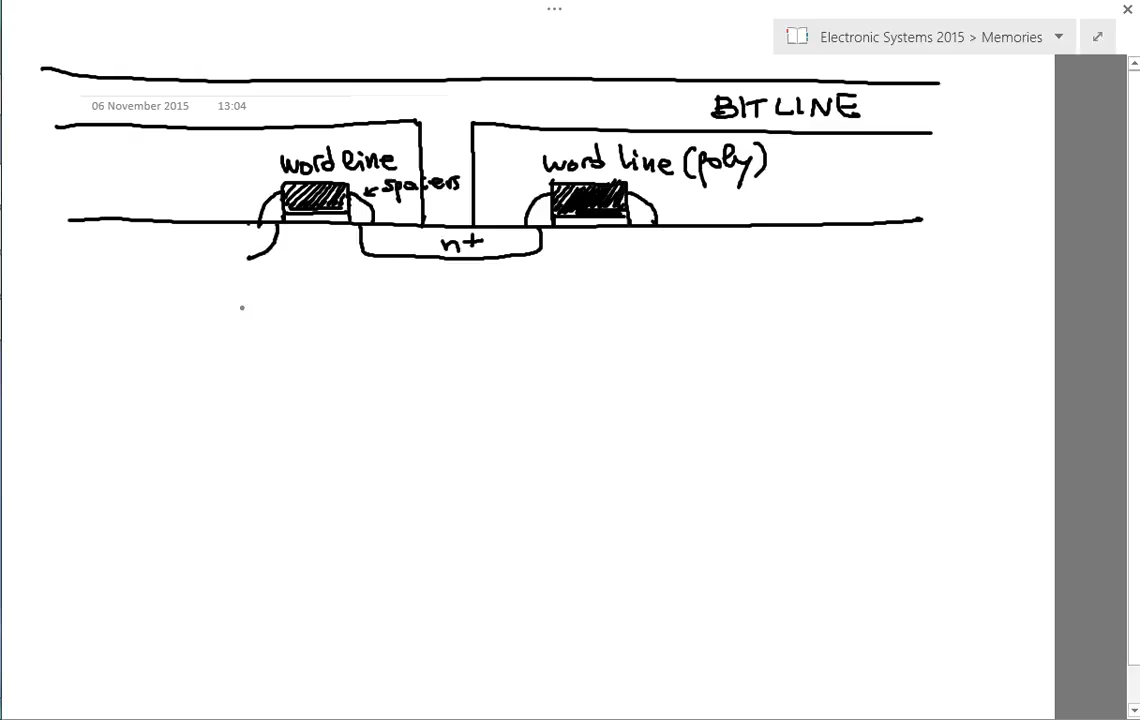 Electronic Systems 2015 > Memories
06 November 2015 13:04
BITLINE
word line
spacers
word line (poly)
n+